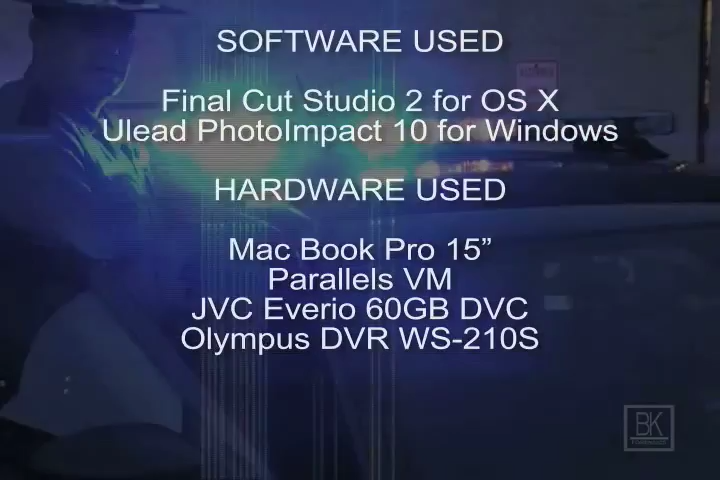 SOFTWARE USED
Final Cut Studio 2 for OS X
Ulead PhotoImpact 10 for Windows
HARDWARE USED
Mac Book Pro 15”
Parallels VM
JVC Everio 60GB DVC
Olympus DVR WS-210S
BK